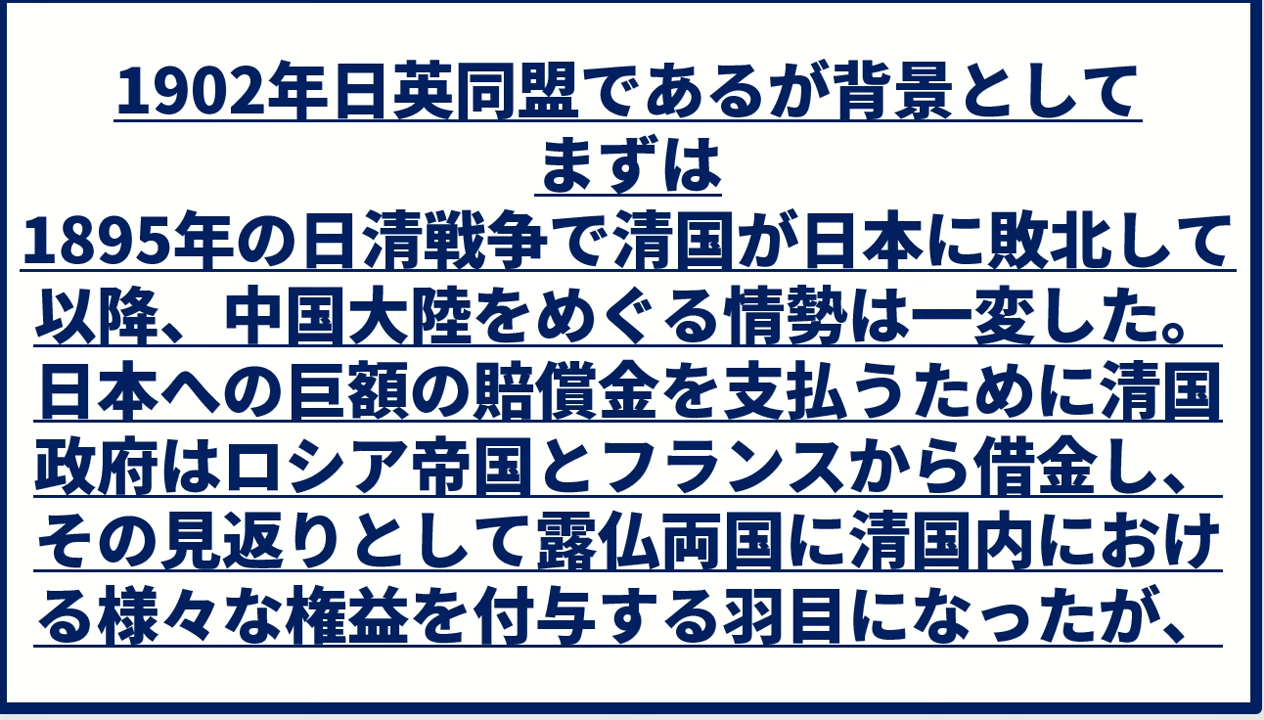 1902年日英同盟であるが背景として
まずは
1895年の日清戦争で清国が日本に敗北して
以降、中国大陸をめぐる情勢は一変した。
日本への巨額の賠償金を支払うために清国
政府はロシア帝国とフランスから借金し、
その見返りとして露仏両国に清国内におけ
る様々な権益を付与する羽目になったが、